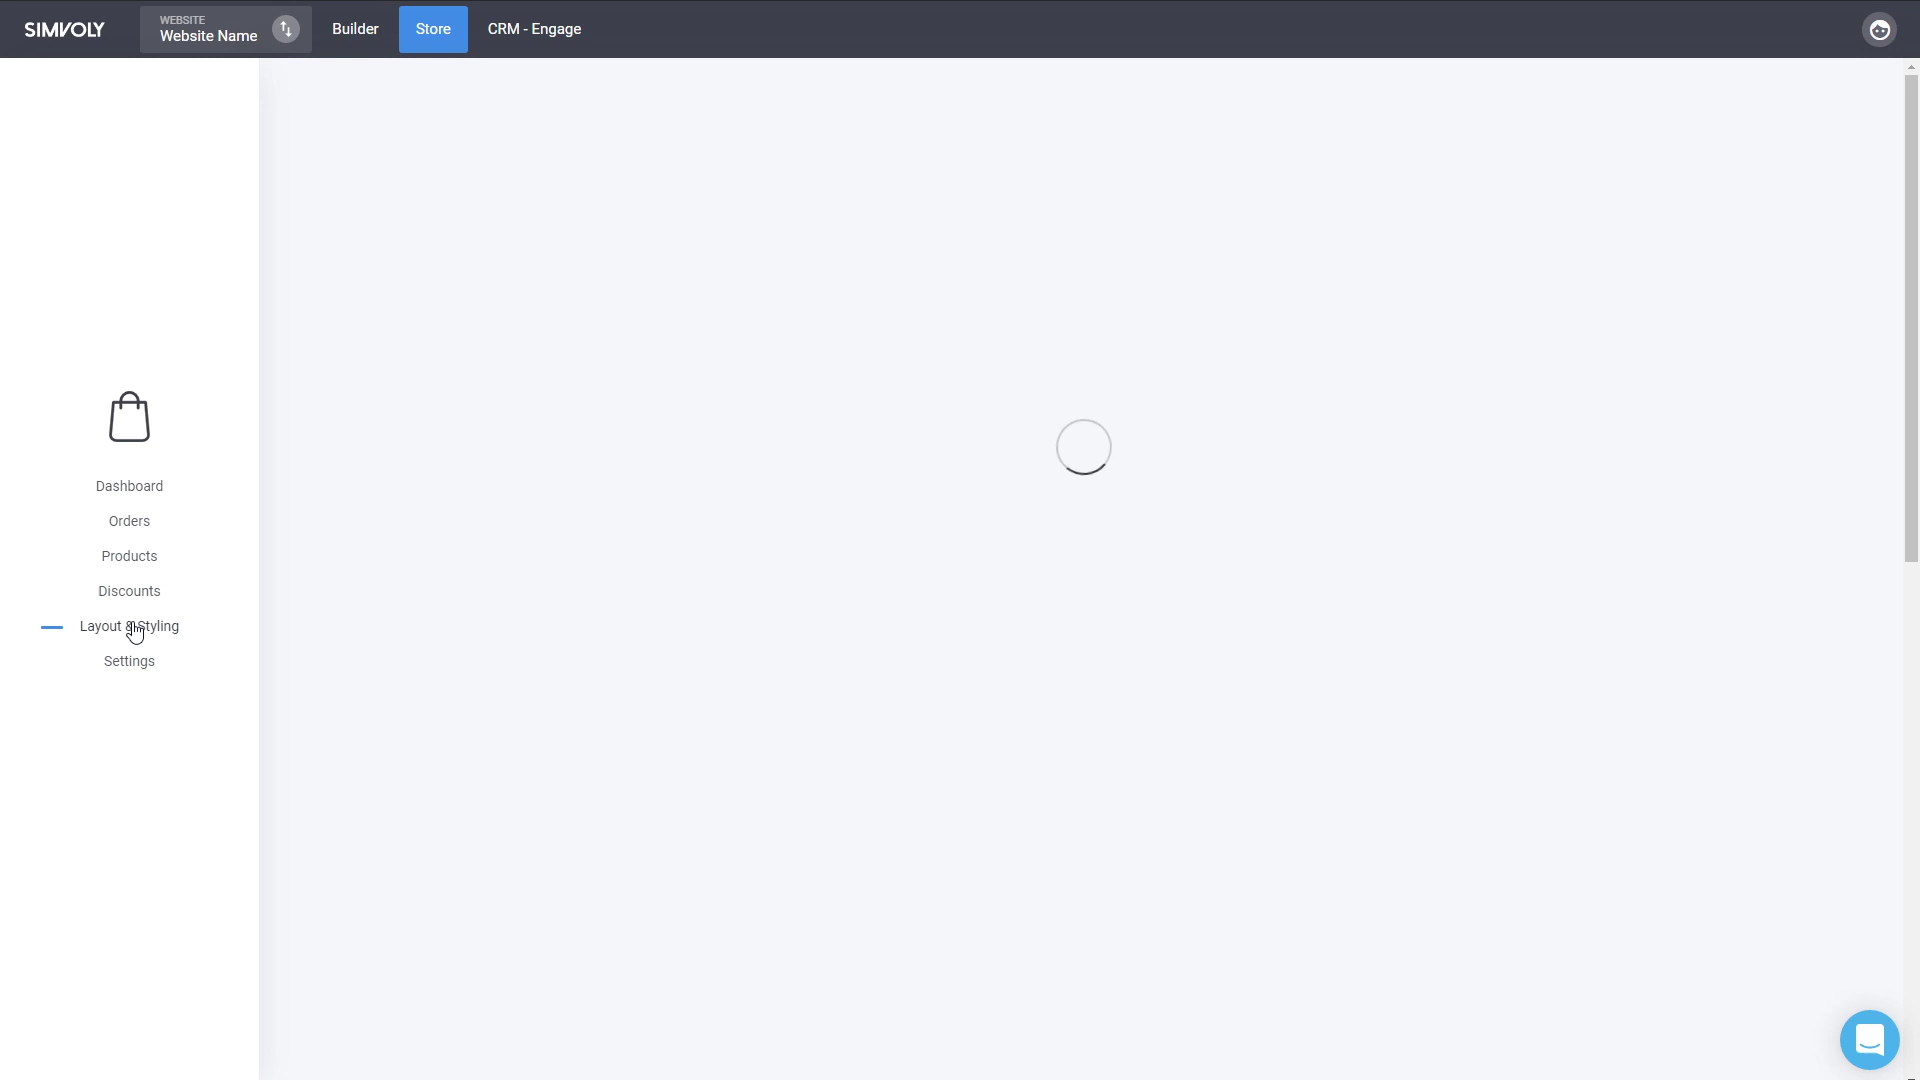 SIMVOLY
WEBSITE
Website Name
Builder
Store
CRM - Engage
Dashboard
Orders
Products
Discounts
Layout & Styling
Settings